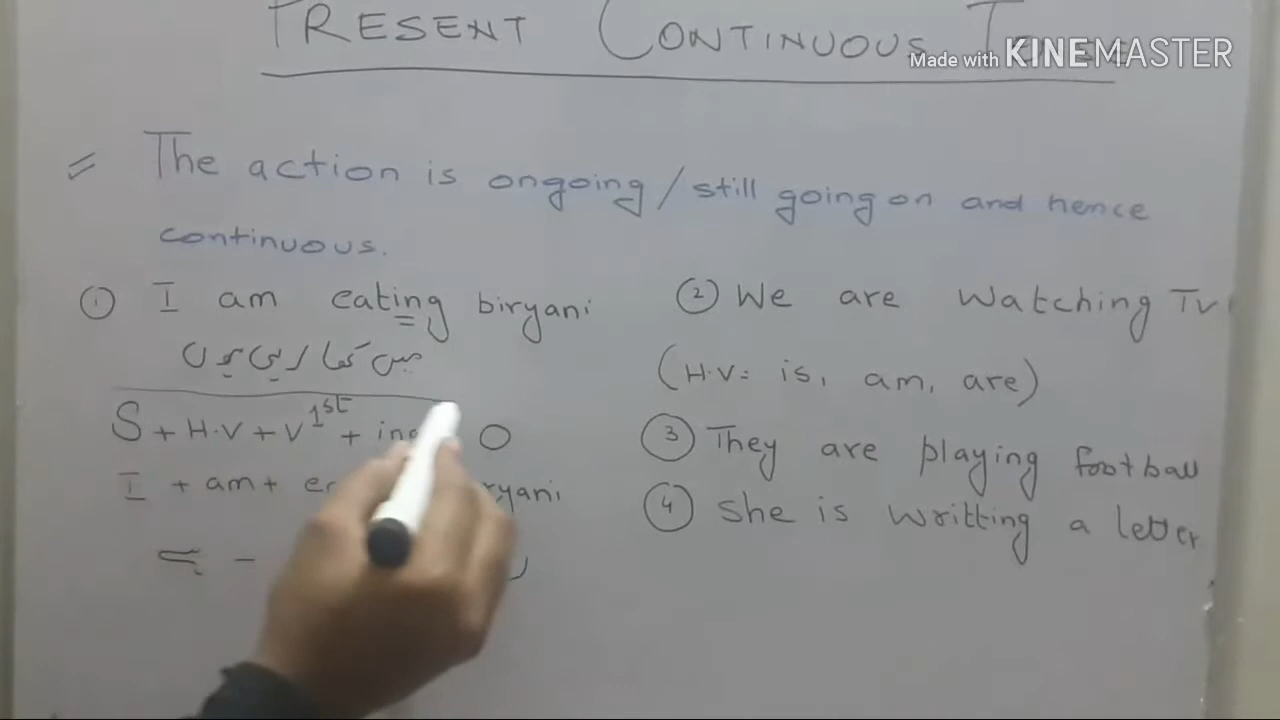 PRESENT CONTINUOUS
Made with KINEMASTER
= The action is ongoing / still going on and hence
continuous.
① I am eating biryani
میں کھا رہی ہوں
S + H.V + V 1st + ing O
I + am +
② We are watching TV
(H.V= is, am, are)
③ They are playing football
④ She is writting a letter